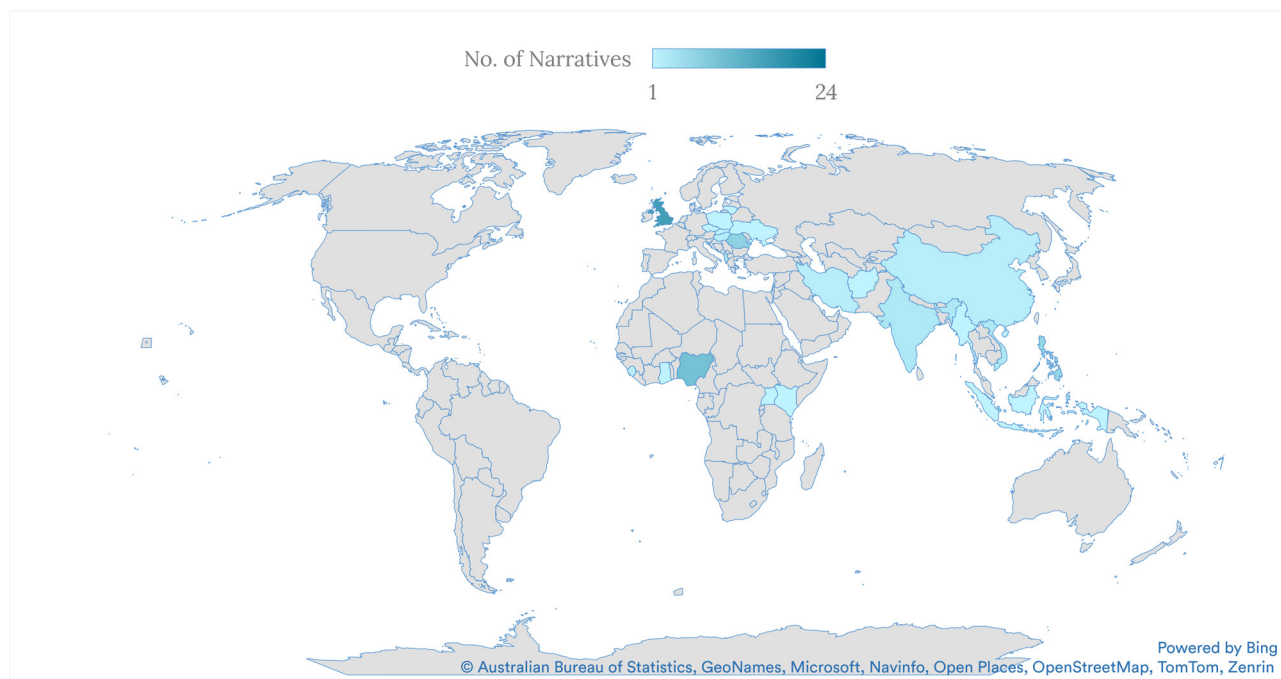 No. of Narratives
1 24
Powered by Bing
© Australian Bureau of Statistics, GeoNames, Microsoft, Navinfo, Open Places, OpenStreetMap, TomTom, Zenrin